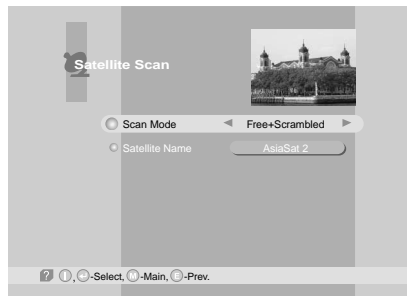 Satellite Scan
Scan Mode ◀ Free+Scrambled ▶
Satellite Name AsiaSat 2
? , -Select, M -Main, E -Prev.